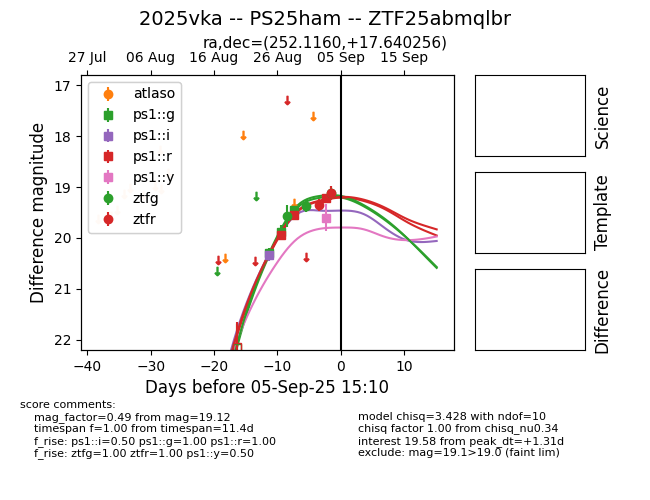 2025vka -- PS25ham -- ZTF25abmqlbr
ra,dec=(252.1160,+17.640256)
27 Jul 06 Aug 16 Aug 26 Aug 05 Sep 15 Sep
17
18
19
20
21
22
Difference magnitude
atlaso
ps1::g
ps1::i
ps1::r
ps1::y
ztfg
ztfr
−40 −30 −20 −10 0 10
Days before 05-Sep-25 15:10
Science
Template
Difference
score comments:
mag_factor=0.49 from mag=19.12
timespan f=1.00 from timespan=11.4d
f_rise: ps1::i=0.50 ps1::g=1.00 ps1::r=1.00
f_rise: ztfg=1.00 ztfr=1.00 ps1::y=0.50
model chisq=3.428 with ndof=10
chisq factor 1.00 from chisq_nu0.34
interest 19.58 from peak_dt=+1.31d
exclude: mag=19.1>19.0 (faint lim)